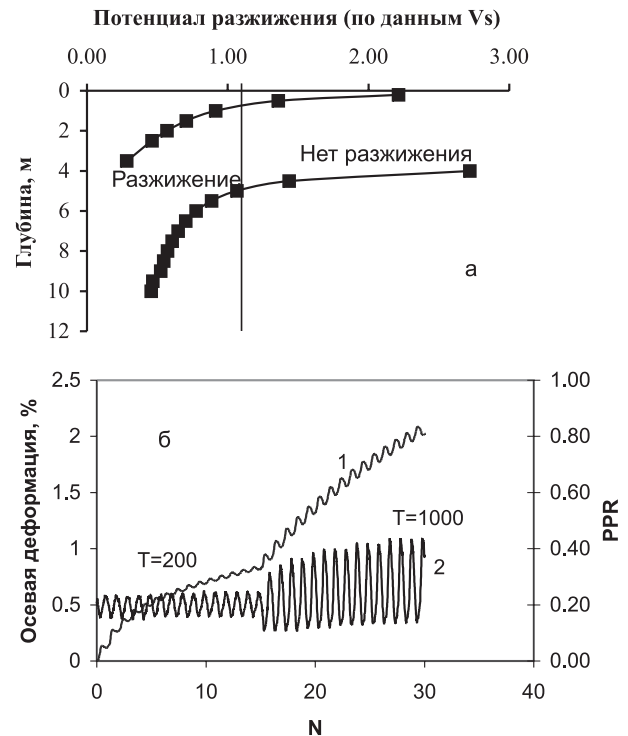 Потенциал разжижения (по данным Vs)
0.00 1.00 2.00 3.00
0
2
4
6
8
10
12
Глубина, м
Нет разжижения
Разжижение
а
2.5
2
1.5
1
0.5
0
Осевая деформация, %
1.00
0.80
0.60
0.40
0.20
0.00
PPR
б
1
T=200
T=1000
2
0 10 20 30 40
N